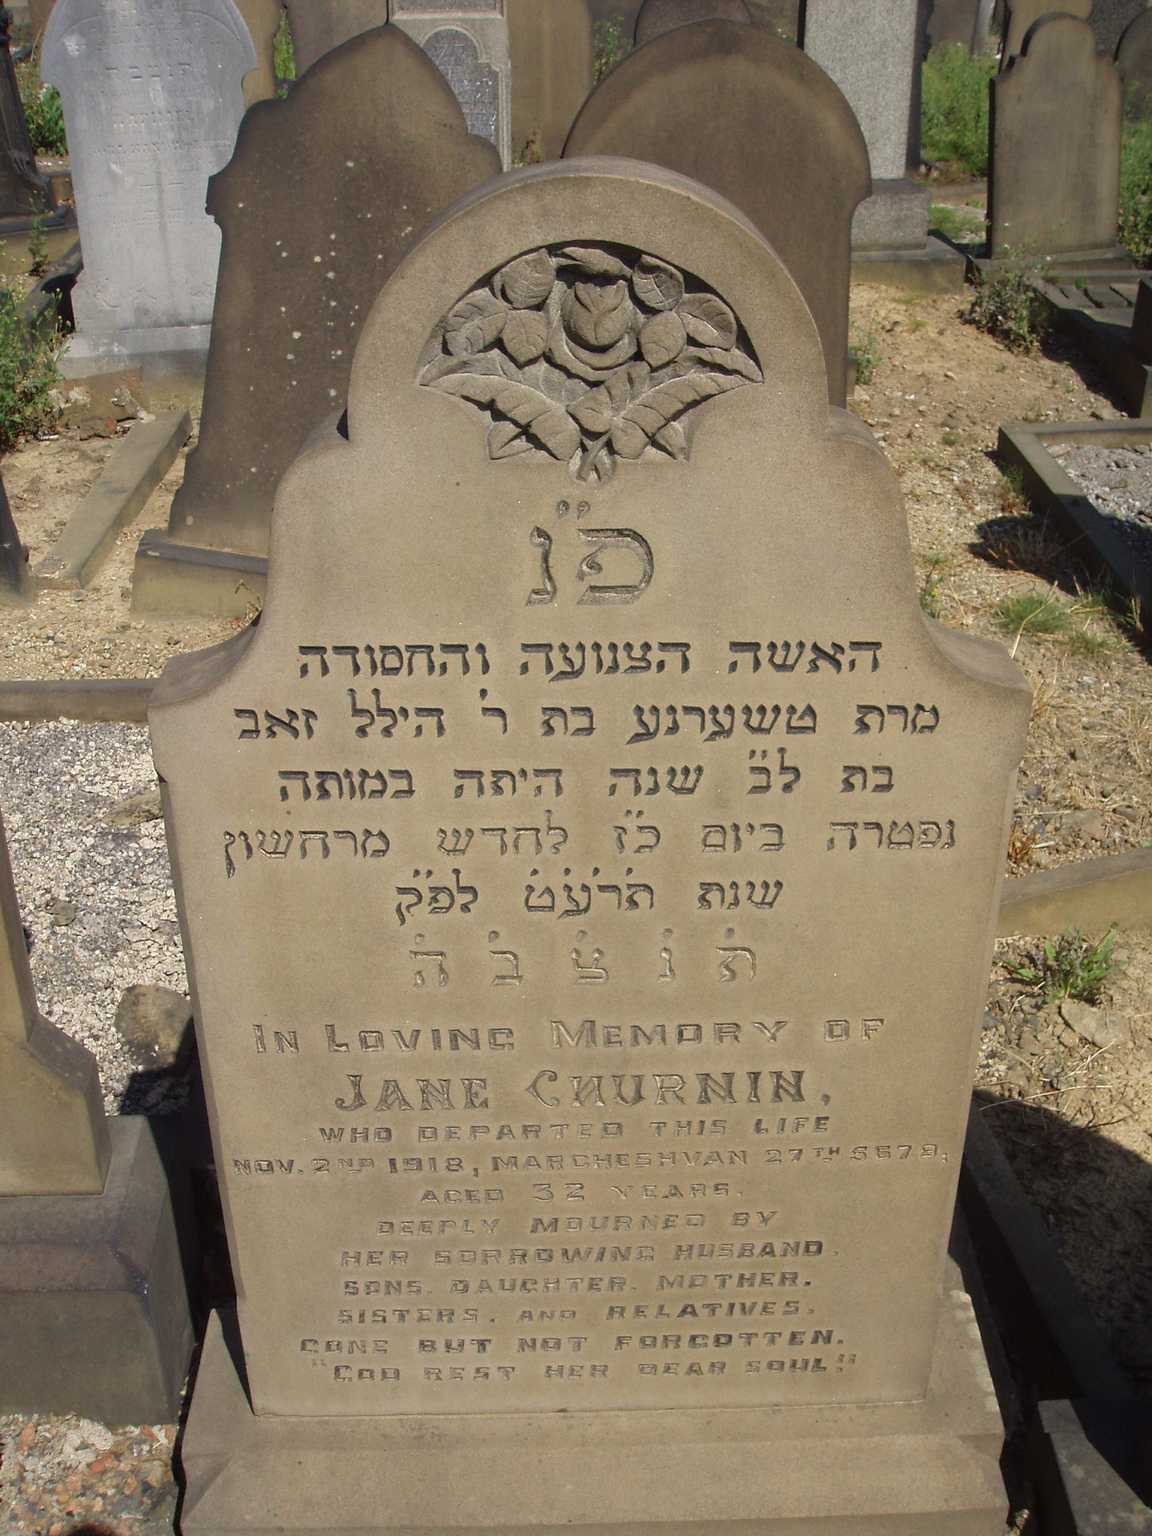 פ״נ
האשה הצנועה והחסודה
מרת טשערנע בת ר' הילל זאב
בת ל״ב שנה היתה במותה
נפטרה ביום כ״ז לחדש מרחשון
שנת ת׳ר׳ע׳ט׳ לפ״ק
ת׳ נ׳ צ׳ ב׳ ה׳
IN LOVING MEMORY OF
JANE CHURNIN,
WHO DEPARTED THIS LIFE
NOV. 2ND 1918, MARCHESHVAN 27TH 5679,
AGED 32 YEARS.
DEEPLY MOURNED BY
HER SORROWING HUSBAND,
SONS, DAUGHTER, MOTHER,
SISTERS, AND RELATIVES.
GONE BUT NOT FORGOTTEN.
"GOD REST HER DEAR SOUL."